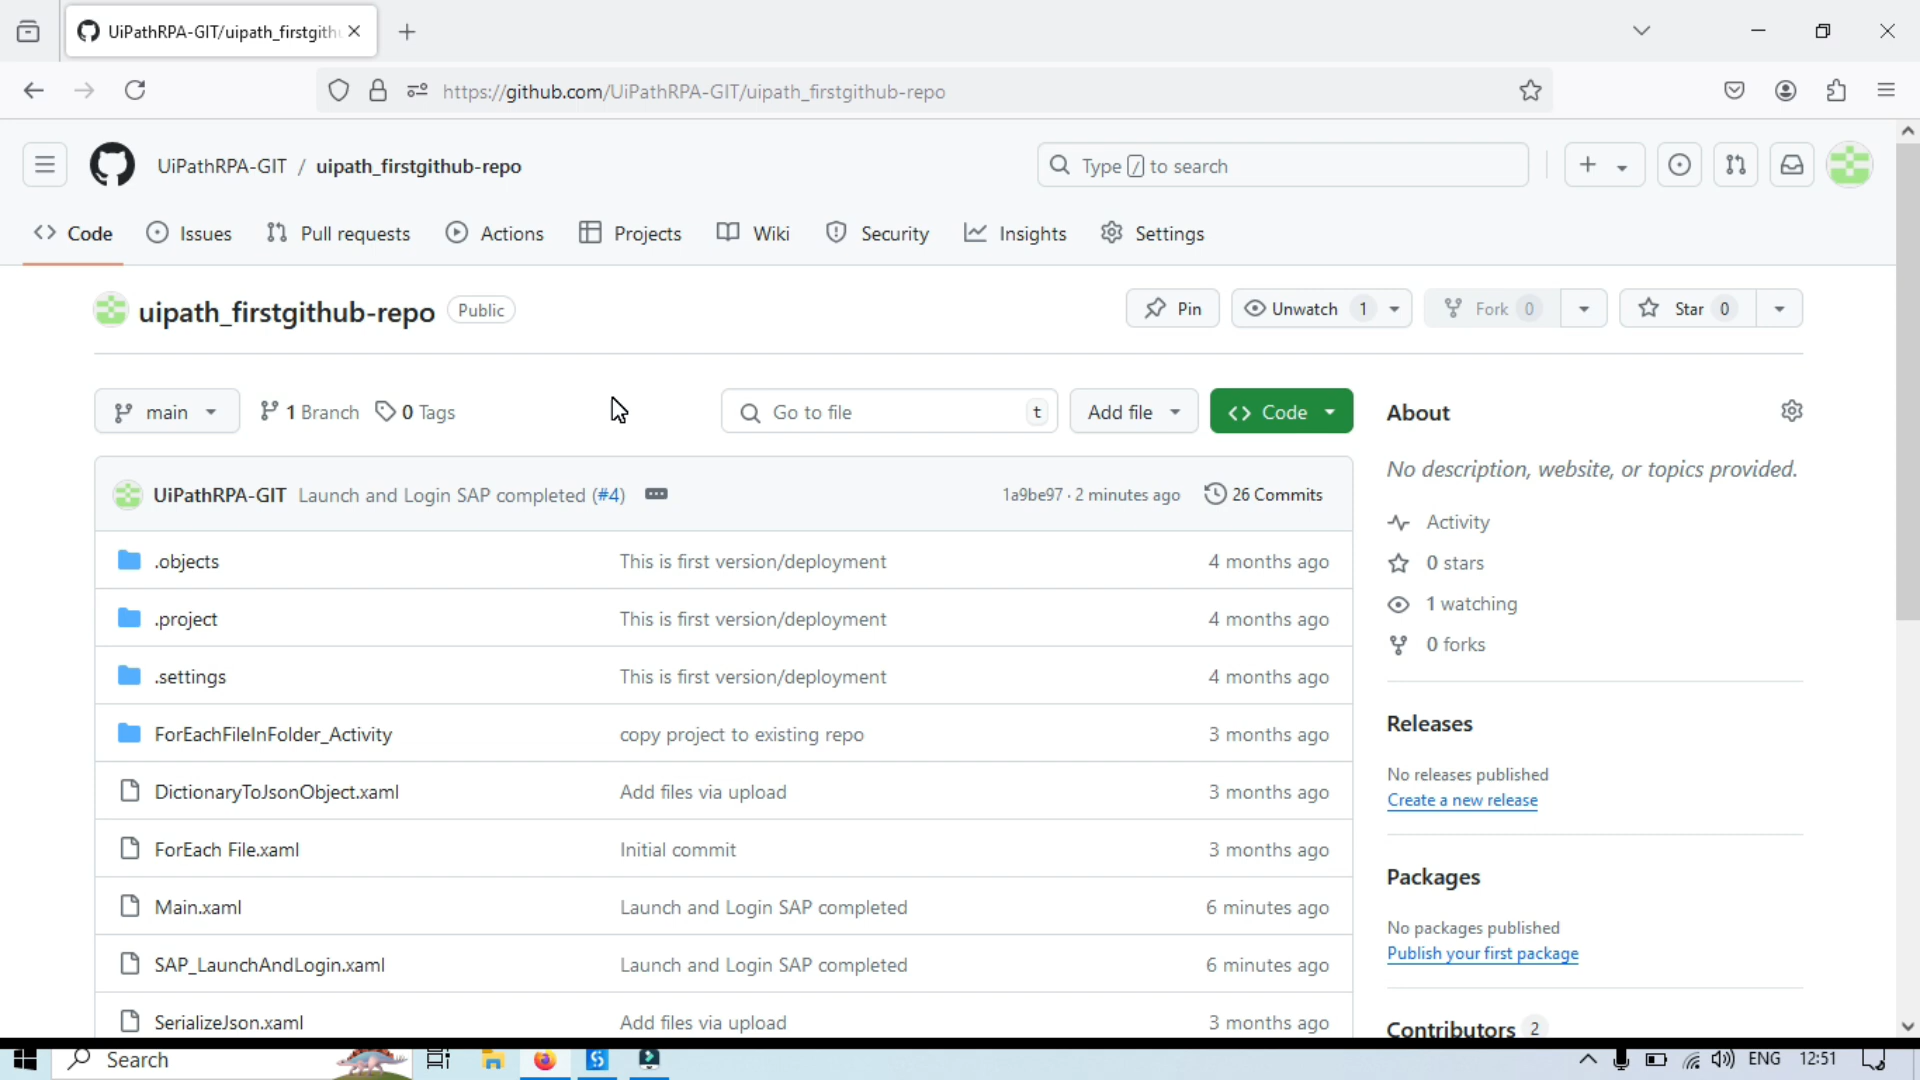 UiPathRPA-GIT/uipath_firstgith
https://github.com/UiPathRPA-GIT/uipath_firstgithub-repo
UiPathRPA-GIT / uipath_firstgithub-repo
Type / to search
Code
Issues
Pull requests
Actions
Projects
Wiki
Security
Insights
Settings
uipath_firstgithub-repo
Public
Pin
Unwatch 1
Fork 0
Star 0
main
1 Branch
0 Tags
Go to file
t
Add file
Code
UiPathRPA-GIT Launch and Login SAP completed (#4)
1a9be97 · 2 minutes ago
26 Commits
.objects This is first version/deployment 4 months ago
.project This is first version/deployment 4 months ago
.settings This is first version/deployment 4 months ago
ForEachFileInFolder_Activity copy project to existing repo 3 months ago
DictionaryToJsonObject.xaml Add files via upload 3 months ago
ForEach File.xaml Initial commit 3 months ago
Main.xaml Launch and Login SAP completed 6 minutes ago
SAP_LaunchAndLogin.xaml Launch and Login SAP completed 6 minutes ago
SerializeJson.xaml Add files via upload 3 months ago
About
No description, website, or topics provided.
Activity
0 stars
1 watching
0 forks
Releases
No releases published
Create a new release
Packages
No packages published
Publish your first package
Contributors 2
Search
ENG
12:51